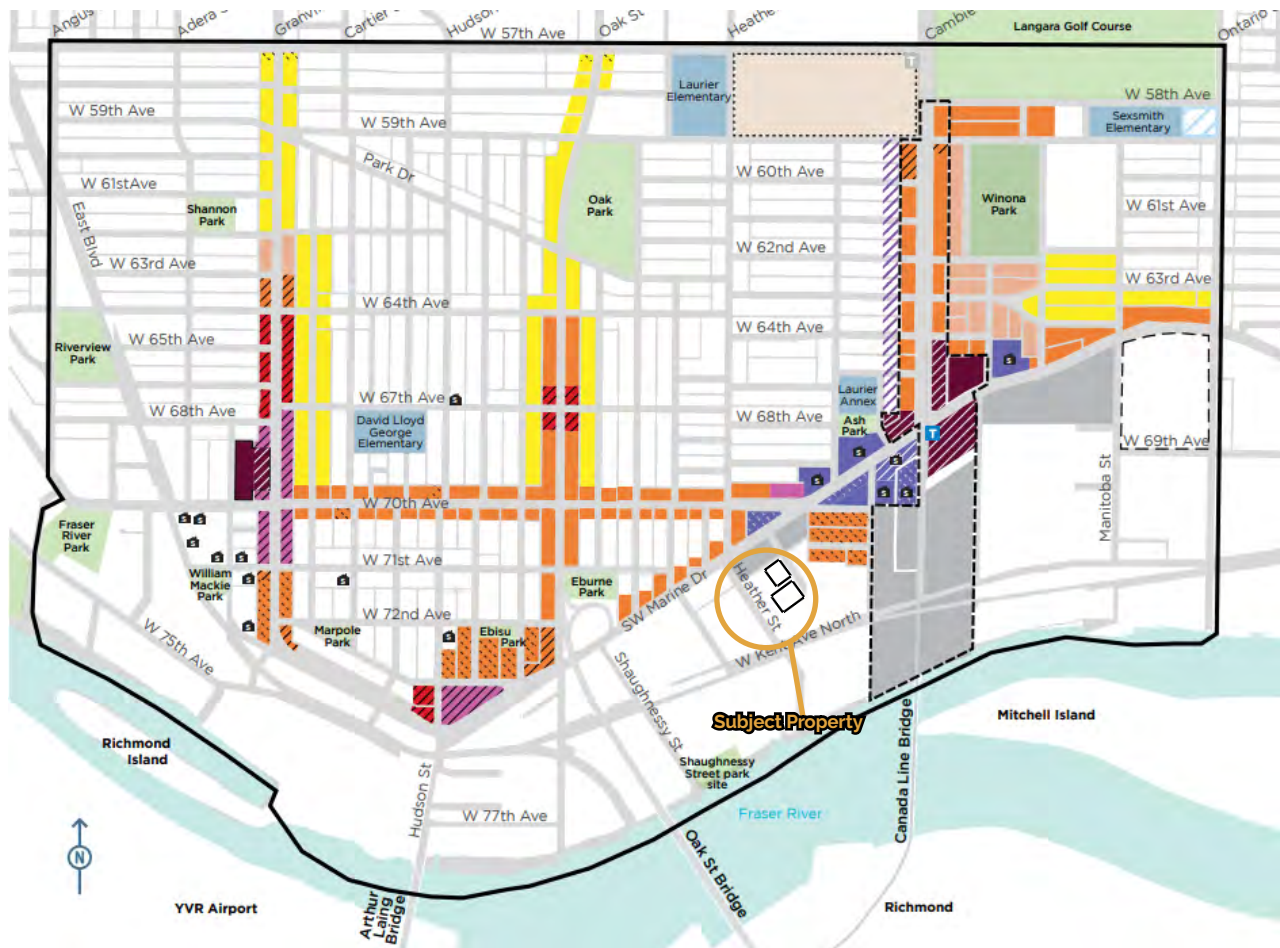 Angus
Adera S
Granvil
Cartier
Hudson
W 57th Ave
Oak St
Heathe
Cambie
Langara Golf Course
Ontario
T
W 58th Ave
W 59th Ave
W 59th Ave
Laurier
Elementary
Sexsmith
Elementary
Park Dr
W 60th Ave
W 61stAve
Shannon
Park
Oak
Park
Winona
Park
W 61st Ave
East Blvd
W 62nd Ave
W 63rd Ave
W 63rd Ave
W 64th Ave
W 64th Ave
Riverview
Park
W 65th Ave
S
W 67th Ave
S
W 68th Ave
David Lloyd
George
Elementary
Laurier
Annex
W 68th Ave
Ash
Park
T
W 69th Ave
S
S
S
S
S
W 70th Ave
Manitoba St
Fraser
River
Park
S
S
S
S
S
W 71st Ave
S
S
William
Mackie
Park
Eburne
Park
SW Marine Dr
Heather St
W 72nd Ave
S
Marpole
Park
S
Ebisu
Park
W 75th Ave
W Kent Ave North
Shaughnessy St
Subject Property
Mitchell Island
Richmond
Island
Shaughnessy
Street park
site
Canada Line Bridge
Hudson St
W 77th Ave
Fraser River
N
Oak St Bridge
YVR Airport
Arthur
Laing
Bridge
Richmond